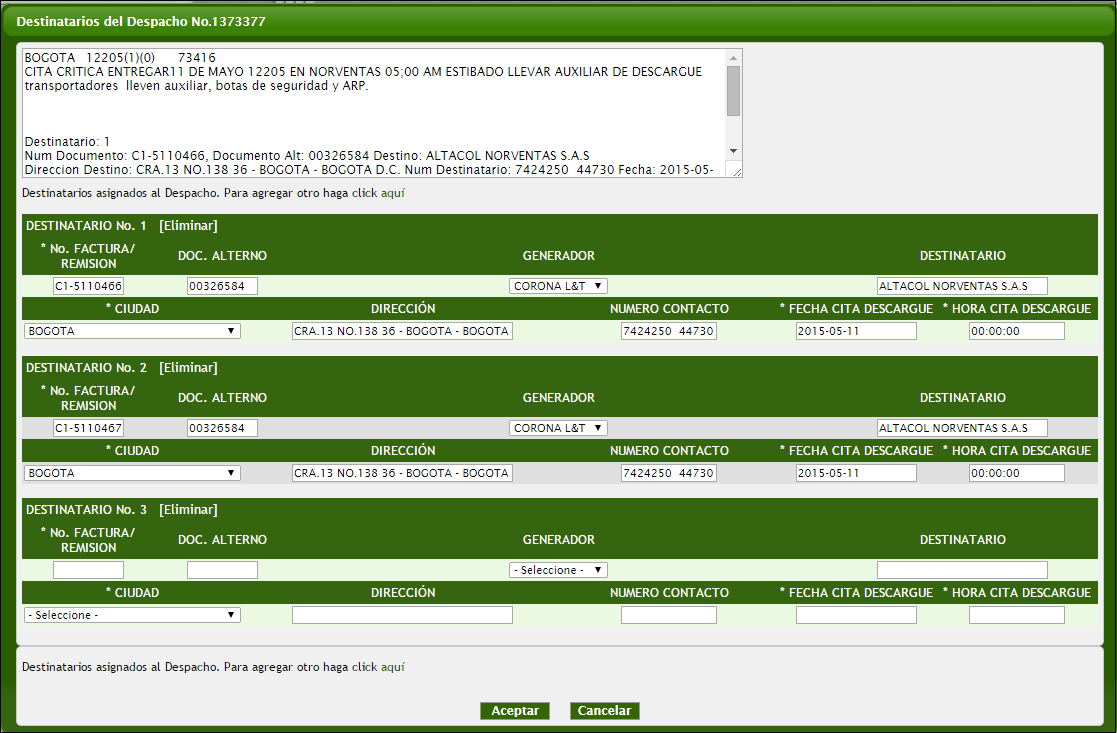 Destinatarios del Despacho No.1373377
BOGOTA 12205(1)(0) 73416
CITA CRITICA ENTREGAR11 DE MAYO 12205 EN NORVENTAS 05;00 AM ESTIBADO LLEVAR AUXILIAR DE DESCARGUE
transportadores lleven auxiliar, botas de seguridad y ARP.
Destinatario: 1
Num Documento: C1-5110466, Documento Alt: 00326584 Destino: ALTACOL NORVENTAS S.A.S
Direccion Destino: CRA.13 NO.138 36 - BOGOTA - BOGOTA D.C. Num Destinatario: 7424250 44730 Fecha: 2015-05-
Destinatarios asignados al Despacho. Para agregar otro haga click aquí
DESTINATARIO No. 1 [Eliminar]
* No. FACTURA/
REMISION DOC. ALTERNO GENERADOR DESTINATARIO
C1-5110466 00326584 CORONA L&T ALTACOL NORVENTAS S.A.S
* CIUDAD DIRECCIÓN NUMERO CONTACTO * FECHA CITA DESCARGUE * HORA CITA DESCARGUE
BOGOTA CRA.13 NO.138 36 - BOGOTA - BOGOTA 7424250 44730 2015-05-11 00:00:00
DESTINATARIO No. 2 [Eliminar]
* No. FACTURA/
REMISION DOC. ALTERNO GENERADOR DESTINATARIO
C1-5110467 00326584 CORONA L&T ALTACOL NORVENTAS S.A.S
* CIUDAD DIRECCIÓN NUMERO CONTACTO * FECHA CITA DESCARGUE * HORA CITA DESCARGUE
BOGOTA CRA.13 NO.138 36 - BOGOTA - BOGOTA 7424250 44730 2015-05-11 00:00:00
DESTINATARIO No. 3 [Eliminar]
* No. FACTURA/
REMISION DOC. ALTERNO GENERADOR DESTINATARIO
- Seleccione -
* CIUDAD DIRECCIÓN NUMERO CONTACTO * FECHA CITA DESCARGUE * HORA CITA DESCARGUE
- Seleccione -
Destinatarios asignados al Despacho. Para agregar otro haga click aquí
Aceptar Cancelar